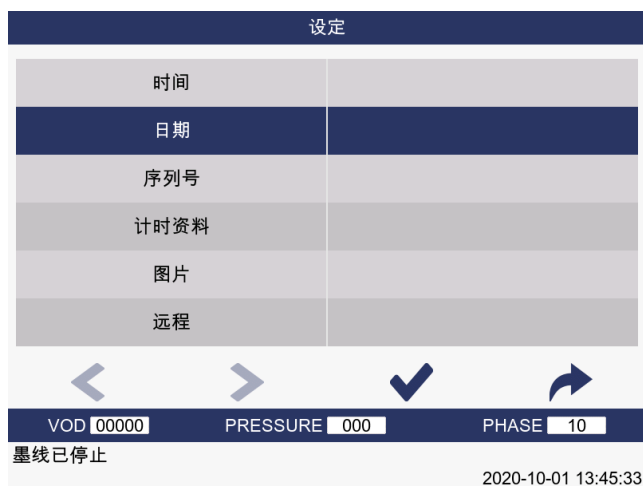 设定
时间
日期
序列号
计时资料
图片
远程
VOD 00000 PRESSURE 000 PHASE 10
墨线已停止
2020-10-01 13:45:33